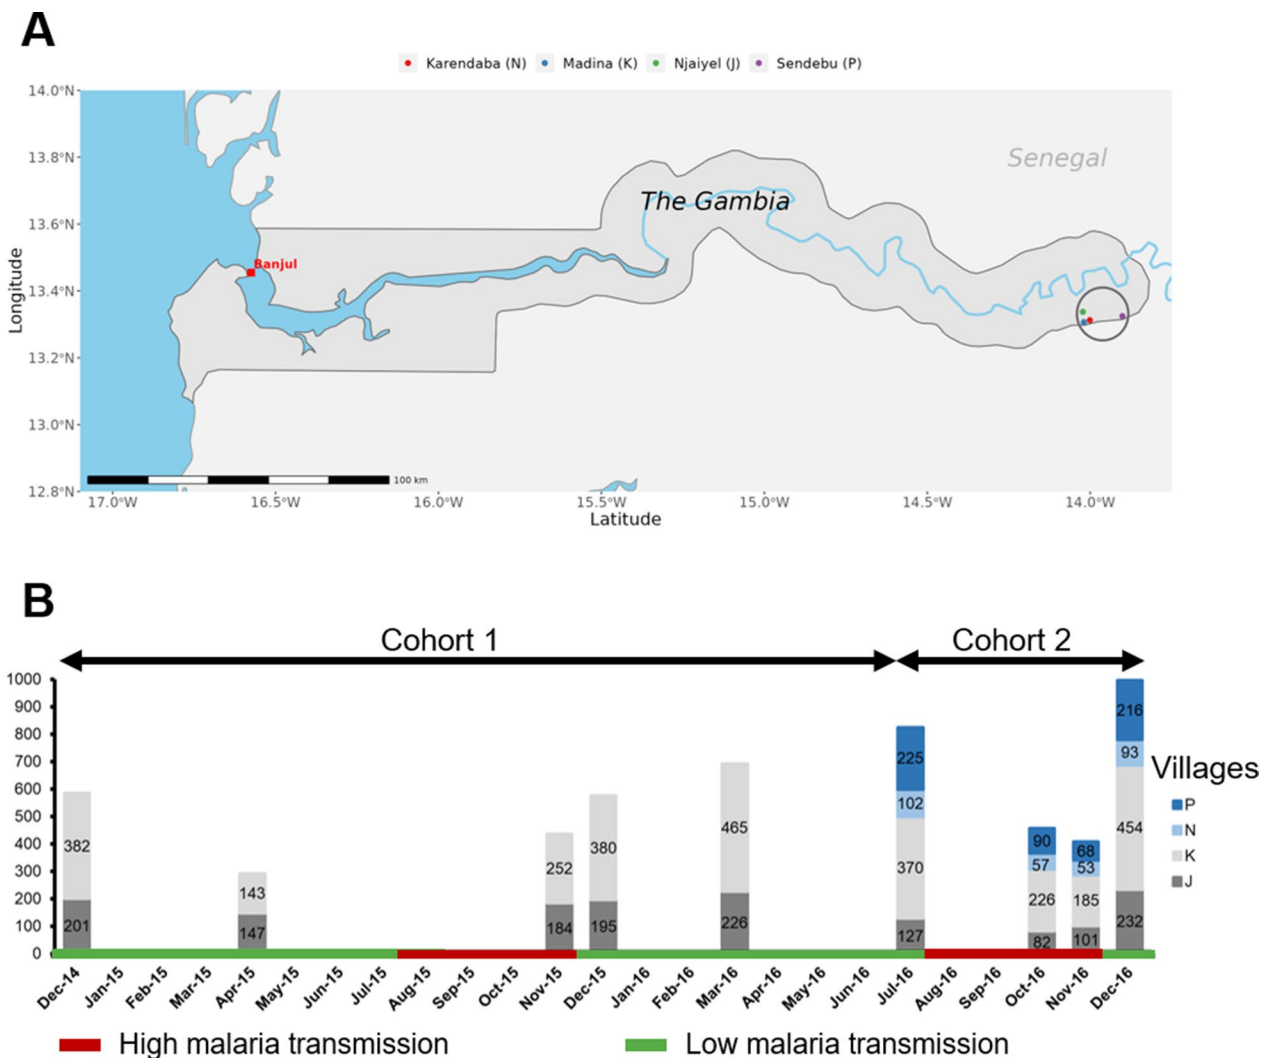 A
Karendaba (N) Madina (K) Njaiyel (J) Sendebu (P)
14.0°N
Senegal
13.8°N
The Gambia
13.6°N
Banjul
13.4°N
Longitude
13.2°N
13.0°N
100 km
12.8°N
17.0°W 16.5°W 16.0°W 15.5°W 15.0°W 14.5°W 14.0°W
Latitude
B
Cohort 1 Cohort 2
1000
900
800
700
600
500
400
300
200
100
0
382
201
143
147
252
184
380
195
465
226
225
102
370
127
90
57
226
82
68
53
185
101
216
93
454
232
Villages
P
N
K
J
Dec-14 Jan-15 Feb-15 Mar-15 Apr-15 May-15 Jun-15 Jul-15 Aug-15 Sep-15 Oct-15 Nov-15 Dec-15 Jan-16 Feb-16 Mar-16 Apr-16 May-16 Jun-16 Jul-16 Aug-16 Sep-16 Oct-16 Nov-16 Dec-16
High malaria transmission Low malaria transmission